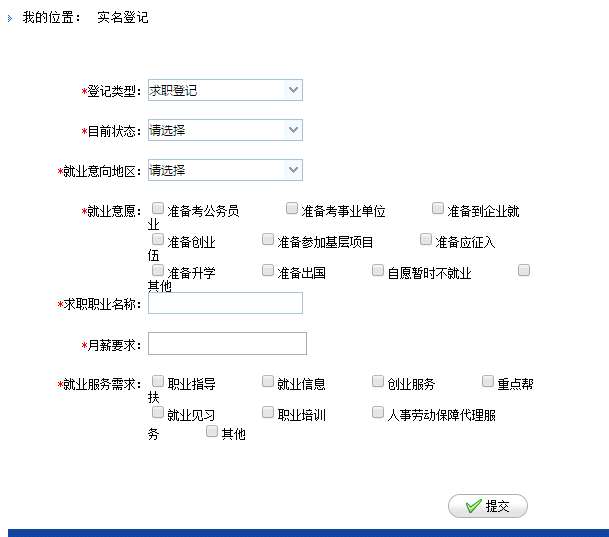 我的位置： 实名登记
*登记类型： 求职登记
*目前状态： 请选择
*就业意向地区： 请选择
*就业意愿： 准备考公务员 准备考事业单位 准备到企业就
业
准备创业 准备参加基层项目 准备应征入
伍
准备升学 准备出国 自愿暂时不就业
其他
*求职职业名称：
*月薪要求：
*就业服务需求： 职业指导 就业信息 创业服务 重点帮
扶
就业见习 职业培训 人事劳动保障代理服
务 其他
提交